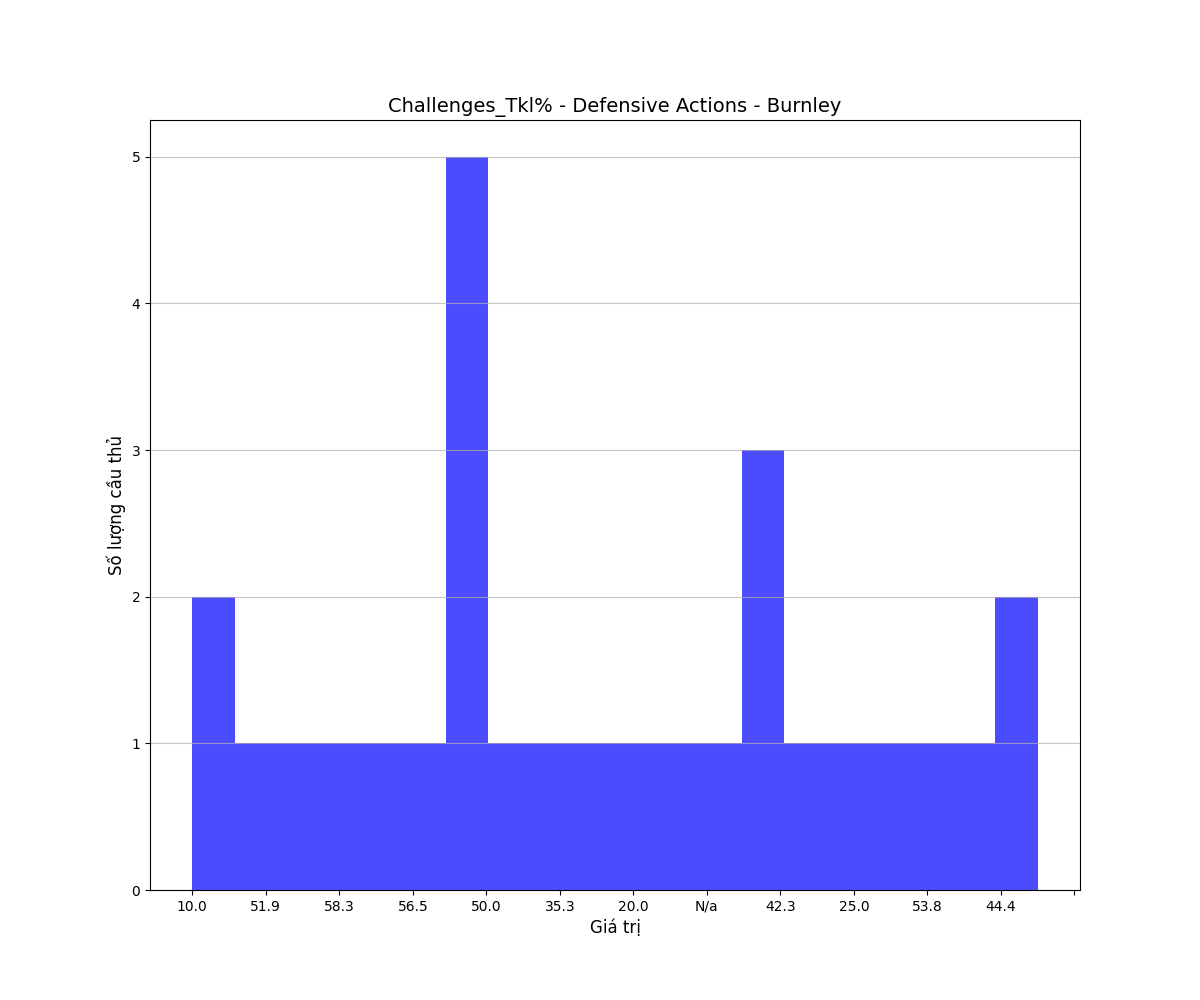 Challenges_Tkl% - Defensive Actions - Burnley
Số lượng cầu thủ
5
4
3
2
1
0
10.0 51.9 58.3 56.5 50.0 35.3 20.0 N/a 42.3 25.0 53.8 44.4
Giá trị